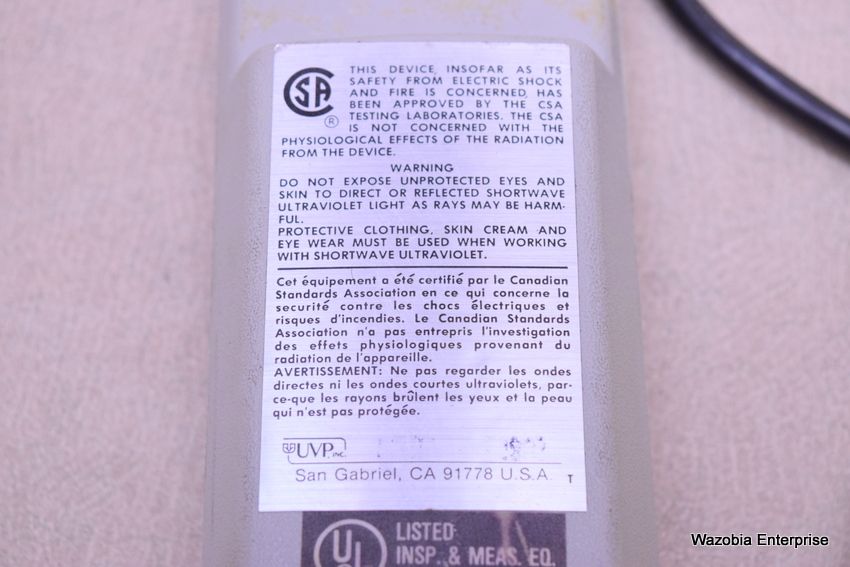 THIS DEVICE, INSOFAR AS ITS
SAFETY FROM ELECTRIC SHOCK
AND FIRE IS CONCERNED, HAS
BEEN APPROVED BY THE CSA
TESTING LABORATORIES. THE CSA
IS NOT CONCERNED WITH THE
PHYSIOLOGICAL EFFECTS OF THE RADIATION
FROM THE DEVICE.
CSA ®
WARNING
DO NOT EXPOSE UNPROTECTED EYES AND
SKIN TO DIRECT OR REFLECTED SHORTWAVE
ULTRAVIOLET LIGHT AS RAYS MAY BE HARM-
FUL.
PROTECTIVE CLOTHING, SKIN CREAM AND
EYE WEAR MUST BE USED WHEN WORKING
WITH SHORTWAVE ULTRAVIOLET.
Cet équipement a été certifié par le Canadian
Standards Association en ce qui concerne la
securité contre les chocs électriques et
risques d'incendies. Le Canadian Standards
Association n'a pas entrepris l'investigation
des effets physiologiques provenant du
radiation de l'appareille.
AVERTISSEMENT: Ne pas regarder les ondes
directes ni les ondes courtes ultraviolets, par-
ce-que les rayons brûlent les yeux et la peau
qui n'est pas protégée.
UVP, INC.
San Gabriel, CA 91778 U.S.A. T
UL LISTED
INSP. & MEAS. EQ.
Wazobia Enterprise